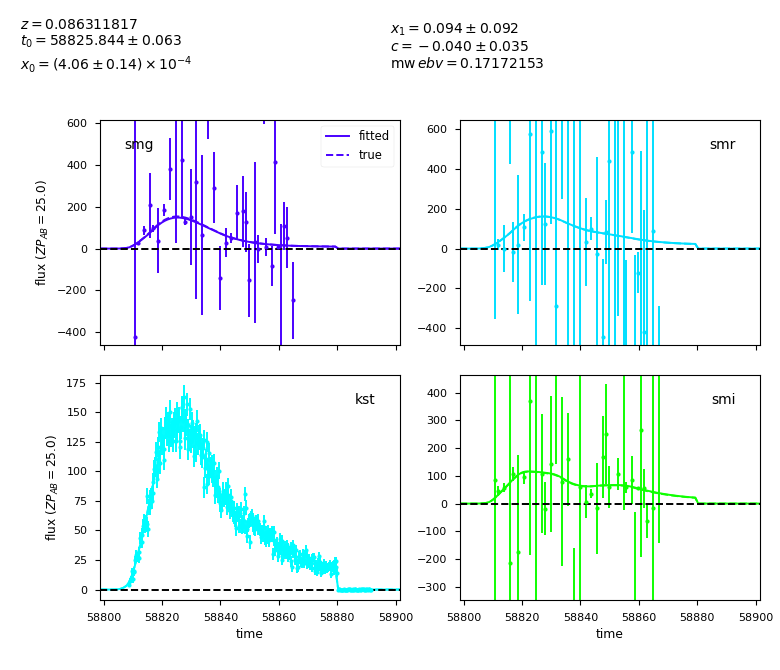 z = 0.086311817
t₀ = 58825.844 ± 0.063
x₀ = (4.06 ± 0.14) × 10⁻⁴
x₁ = 0.094 ± 0.092
c = −0.040 ± 0.035
mw ebv = 0.17172153
600
400
200
0
−200
−400
flux (ZP_AB = 25.0)
smg
fitted
true
600
400
200
0
−200
−400
smr
175
150
125
100
75
50
25
0
flux (ZP_AB = 25.0)
kst
58800 58820 58840 58860 58880 58900
time
400
300
200
100
0
−100
−200
−300
smi
58800 58820 58840 58860 58880 58900
time